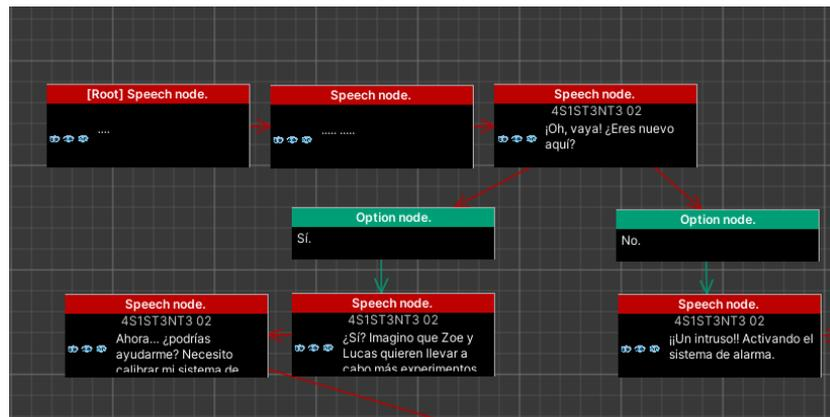 [Root] Speech node.
....
Speech node.
..... .....
Speech node.
4S1ST3NT3 02
¡Oh, vaya! ¿Eres nuevo
aquí?
Option node.
Sí.
Option node.
No.
Speech node.
4S1ST3NT3 02
Ahora... ¿podrías
ayudarme? Necesito
calibrar mi sistema de
Speech node.
4S1ST3NT3 02
¿Sí? Imagino que Zoe y
Lucas quieren llevar a
cabo más experimentos
Speech node.
4S1ST3NT3 02
¡¡Un intruso!! Activando el
sistema de alarma.